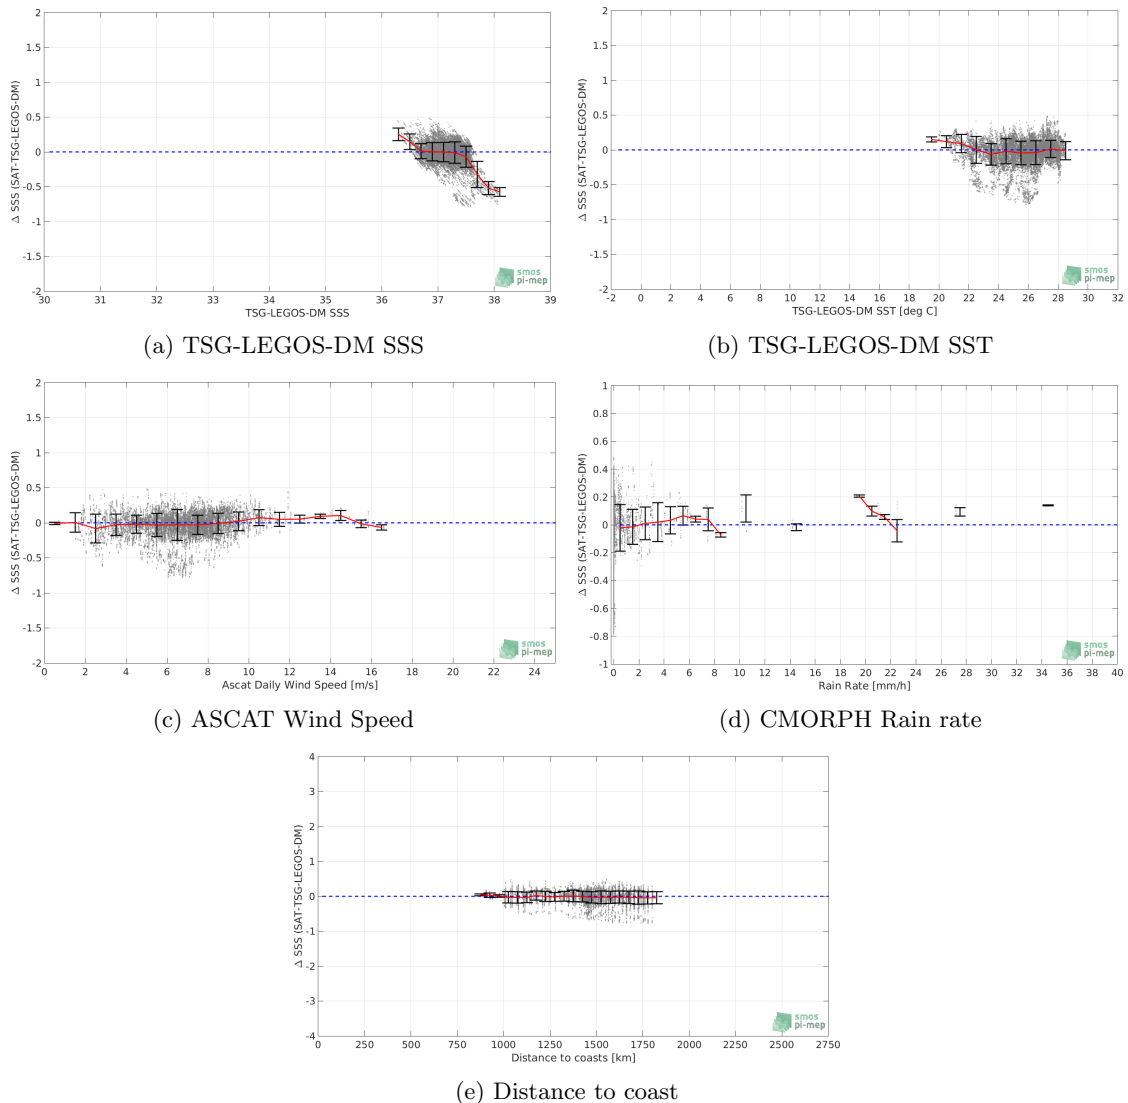 2
1.5
1
0.5
0
-0.5
-1
-1.5
-2
Δ SSS (SAT-TSG-LEGOS-DM)
30 31 32 33 34 35 36 37 38 39
TSG-LEGOS-DM SSS
smos
pi-mep
(a) TSG-LEGOS-DM SSS
2
1.5
1
0.5
0
-0.5
-1
-1.5
-2
Δ SSS (SAT-TSG-LEGOS-DM)
-2 0 2 4 6 8 10 12 14 16 18 20 22 24 26 28 30 32
TSG-LEGOS-DM SST [deg C]
smos
pi-mep
(b) TSG-LEGOS-DM SST
2
1.5
1
0.5
0
-0.5
-1
1.5
-2
Δ SSS (SAT-TSG-LEGOS-DM)
0 2 4 6 8 10 12 14 16 18 20 22 24
Ascat Daily Wind Speed [m/s]
smos
pi-mep
(c) ASCAT Wind Speed
1
0.8
0.6
0.4
0.2
0
-0.2
-0.4
-0.6
-0.8
-1
Δ SSS (SAT-TSG-LEGOS-DM)
0 2 4 6 8 10 12 14 16 18 20 22 24 26 28 30 32 34 36 38 40
Rain Rate [mm/h]
smos
pi-mep
(d) CMORPH Rain rate
4
3
2
1
0
-1
-2
-3
-4
Δ SSS (SAT-TSG-LEGOS-DM)
0 250 500 750 1000 1250 1500 1750 2000 2250 2500 2750
Distance to coasts [km]
smos
pi-mep
(e) Distance to coast